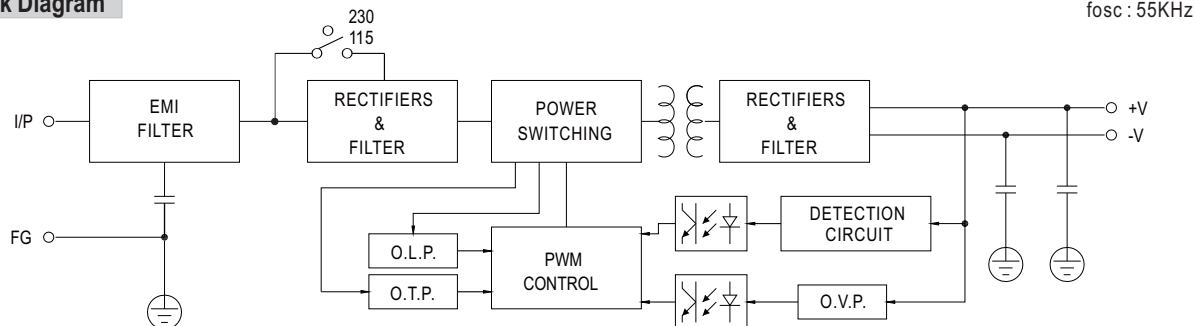 k Diagram
fosc : 55KHz
230
115
I/P
EMI
FILTER
RECTIFIERS
&
FILTER
POWER
SWITCHING
RECTIFIERS
&
FILTER
+V
-V
FG
O.L.P.
O.T.P.
PWM
CONTROL
DETECTION
CIRCUIT
O.V.P.